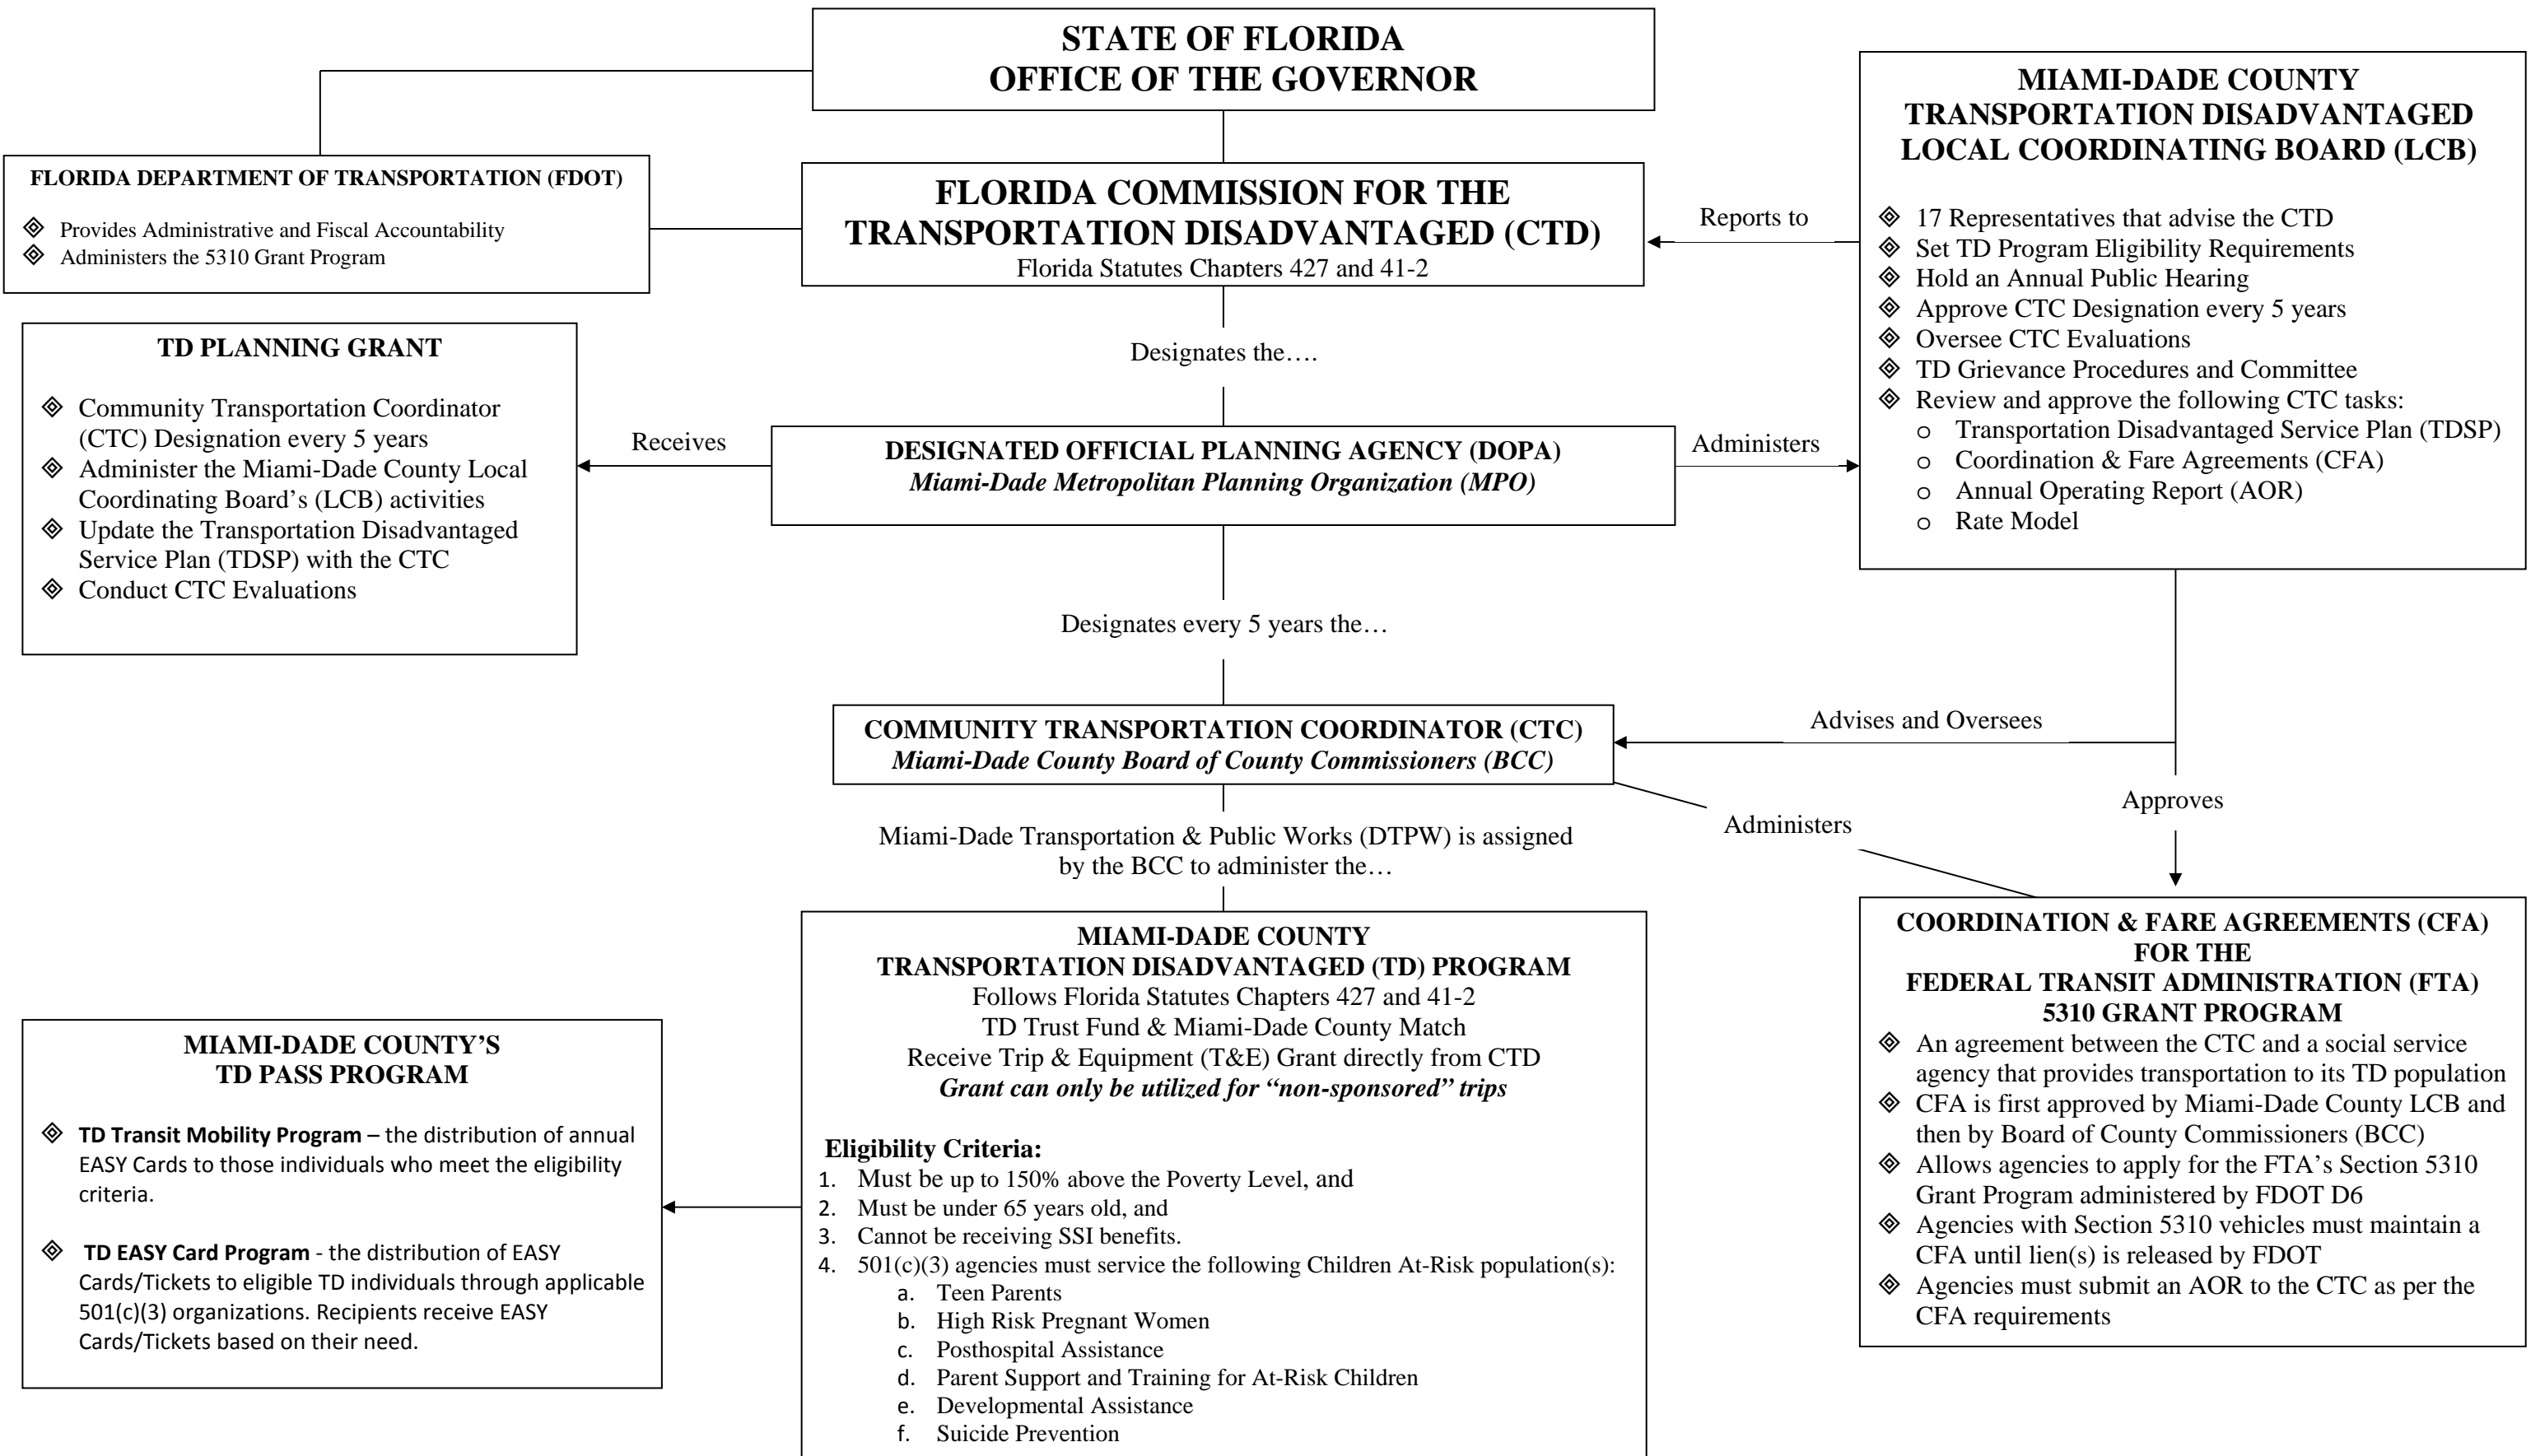 STATE OF FLORIDA
OFFICE OF THE GOVERNOR
FLORIDA DEPARTMENT OF TRANSPORTATION (FDOT)
◈ Provides Administrative and Fiscal Accountability
◈ Administers the 5310 Grant Program
FLORIDA COMMISSION FOR THE
TRANSPORTATION DISADVANTAGED (CTD)
Florida Statutes Chapters 427 and 41-2
Reports to
MIAMI-DADE COUNTY
TRANSPORTATION DISADVANTAGED
LOCAL COORDINATING BOARD (LCB)
◈ 17 Representatives that advise the CTD
◈ Set TD Program Eligibility Requirements
◈ Hold an Annual Public Hearing
◈ Approve CTC Designation every 5 years
◈ Oversee CTC Evaluations
◈ TD Grievance Procedures and Committee
◈ Review and approve the following CTC tasks:
o Transportation Disadvantaged Service Plan (TDSP)
o Coordination & Fare Agreements (CFA)
o Annual Operating Report (AOR)
o Rate Model
Designates the….
TD PLANNING GRANT
◈ Community Transportation Coordinator
(CTC) Designation every 5 years
◈ Administer the Miami-Dade County Local
Coordinating Board's (LCB) activities
◈ Update the Transportation Disadvantaged
Service Plan (TDSP) with the CTC
◈ Conduct CTC Evaluations
Receives
DESIGNATED OFFICIAL PLANNING AGENCY (DOPA)
Miami-Dade Metropolitan Planning Organization (MPO)
Administers
Designates every 5 years the…
COMMUNITY TRANSPORTATION COORDINATOR (CTC)
Miami-Dade County Board of County Commissioners (BCC)
Advises and Oversees
Approves
Administers
Miami-Dade Transportation & Public Works (DTPW) is assigned
by the BCC to administer the…
MIAMI-DADE COUNTY
TRANSPORTATION DISADVANTAGED (TD) PROGRAM
Follows Florida Statutes Chapters 427 and 41-2
TD Trust Fund & Miami-Dade County Match
Receive Trip & Equipment (T&E) Grant directly from CTD
Grant can only be utilized for “non-sponsored” trips
Eligibility Criteria:
1. Must be up to 150% above the Poverty Level, and
2. Must be under 65 years old, and
3. Cannot be receiving SSI benefits.
4. 501(c)(3) agencies must service the following Children At-Risk population(s):
a. Teen Parents
b. High Risk Pregnant Women
c. Posthospital Assistance
d. Parent Support and Training for At-Risk Children
e. Developmental Assistance
f. Suicide Prevention
MIAMI-DADE COUNTY’S
TD PASS PROGRAM
◈ TD Transit Mobility Program – the distribution of annual
EASY Cards to those individuals who meet the eligibility
criteria.
◈ TD EASY Card Program - the distribution of EASY
Cards/Tickets to eligible TD individuals through applicable
501(c)(3) organizations. Recipients receive EASY
Cards/Tickets based on their need.
COORDINATION & FARE AGREEMENTS (CFA)
FOR THE
FEDERAL TRANSIT ADMINISTRATION (FTA)
5310 GRANT PROGRAM
◈ An agreement between the CTC and a social service
agency that provides transportation to its TD population
◈ CFA is first approved by Miami-Dade County LCB and
then by Board of County Commissioners (BCC)
◈ Allows agencies to apply for the FTA’s Section 5310
Grant Program administered by FDOT D6
◈ Agencies with Section 5310 vehicles must maintain a
CFA until lien(s) is released by FDOT
◈ Agencies must submit an AOR to the CTC as per the
CFA requirements